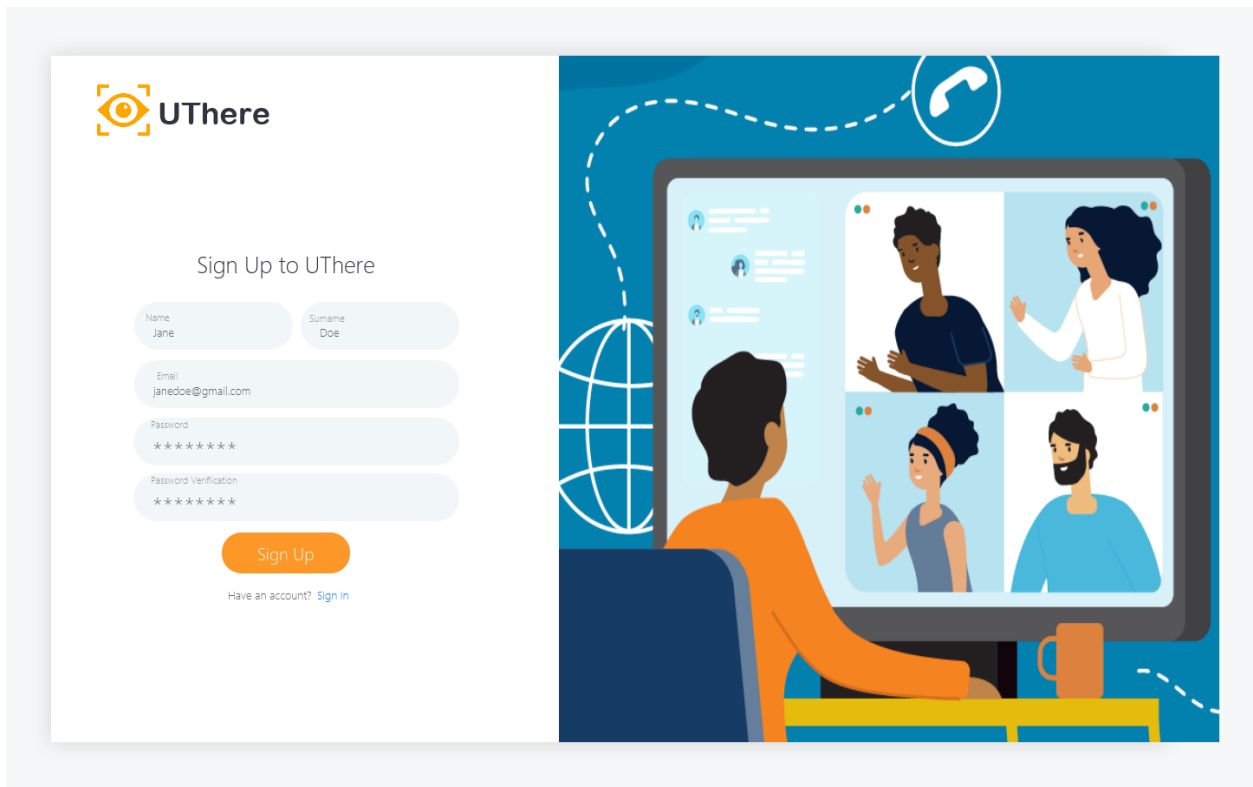 UThere
Sign Up to UThere
Name
Surname
Jane
Doe
Email
janedoe@gmail.com
Password
********
Password Verification
********
Sign Up
Have an account? Sign In